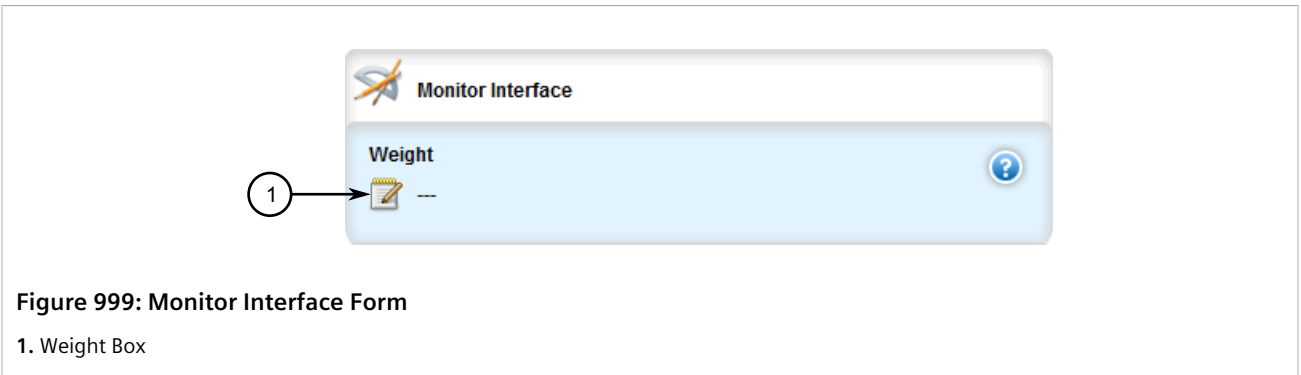 Monitor Interface
Weight
1
---
Figure 999: Monitor Interface Form
1. Weight Box